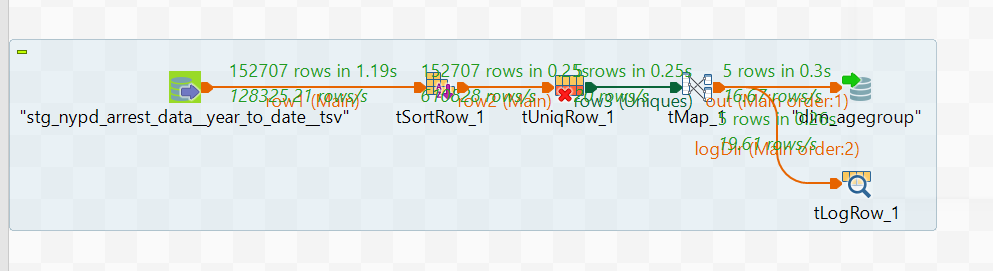 152707 rows in 1.19s
128325.21 rows/s
row1 (Main)
152707 rows in 0.25s
row2 (Main)
5 rows in 0.25s
rows/s
row3 (Uniques)
5 rows in 0.3s
16.67 rows/s
out (Main order:1)
"stg_nypd_arrest_data__year_to_date__tsv"
tSortRow_1
tUniqRow_1
tMap_1
"dim_agegroup"
5 rows in 0.26s
19.61 rows/s
logDir (Main order:2)
tLogRow_1